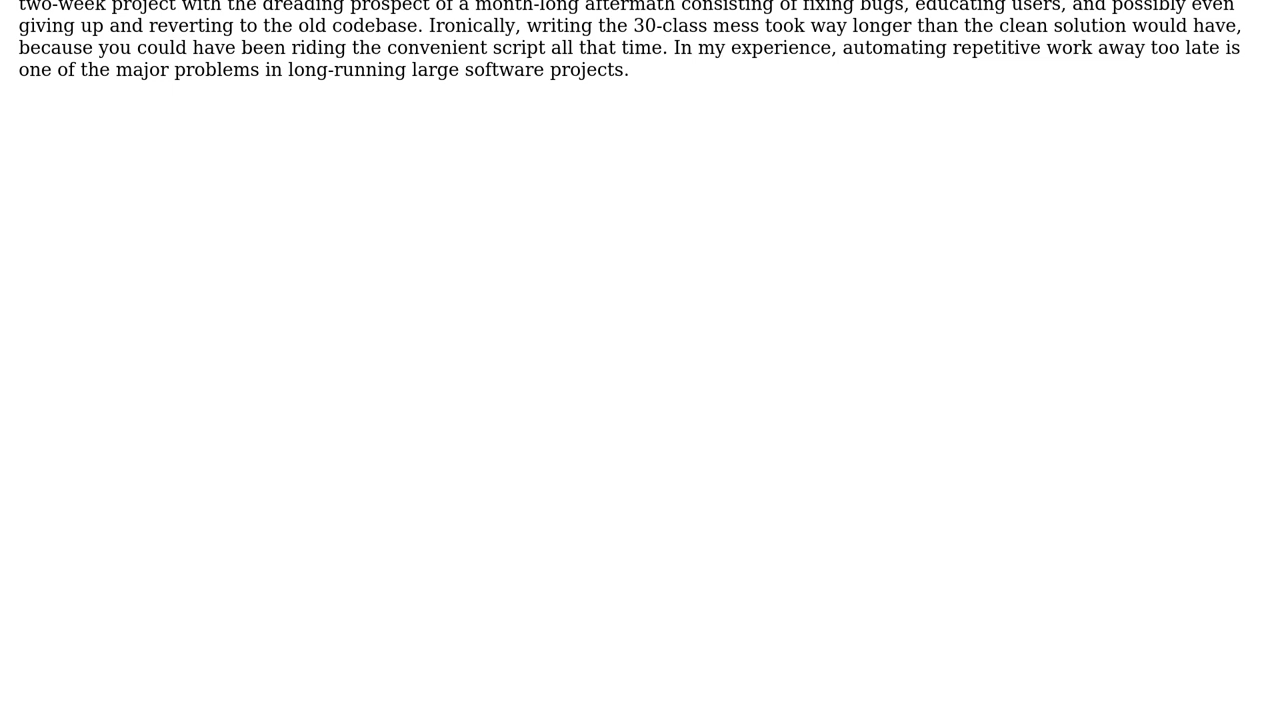 two-week project with the dreading prospect of a month-long aftermath consisting of fixing bugs, educating users, and possibly even
giving up and reverting to the old codebase. Ironically, writing the 30-class mess took way longer than the clean solution would have,
because you could have been riding the convenient script all that time. In my experience, automating repetitive work away too late is
one of the major problems in long-running large software projects.